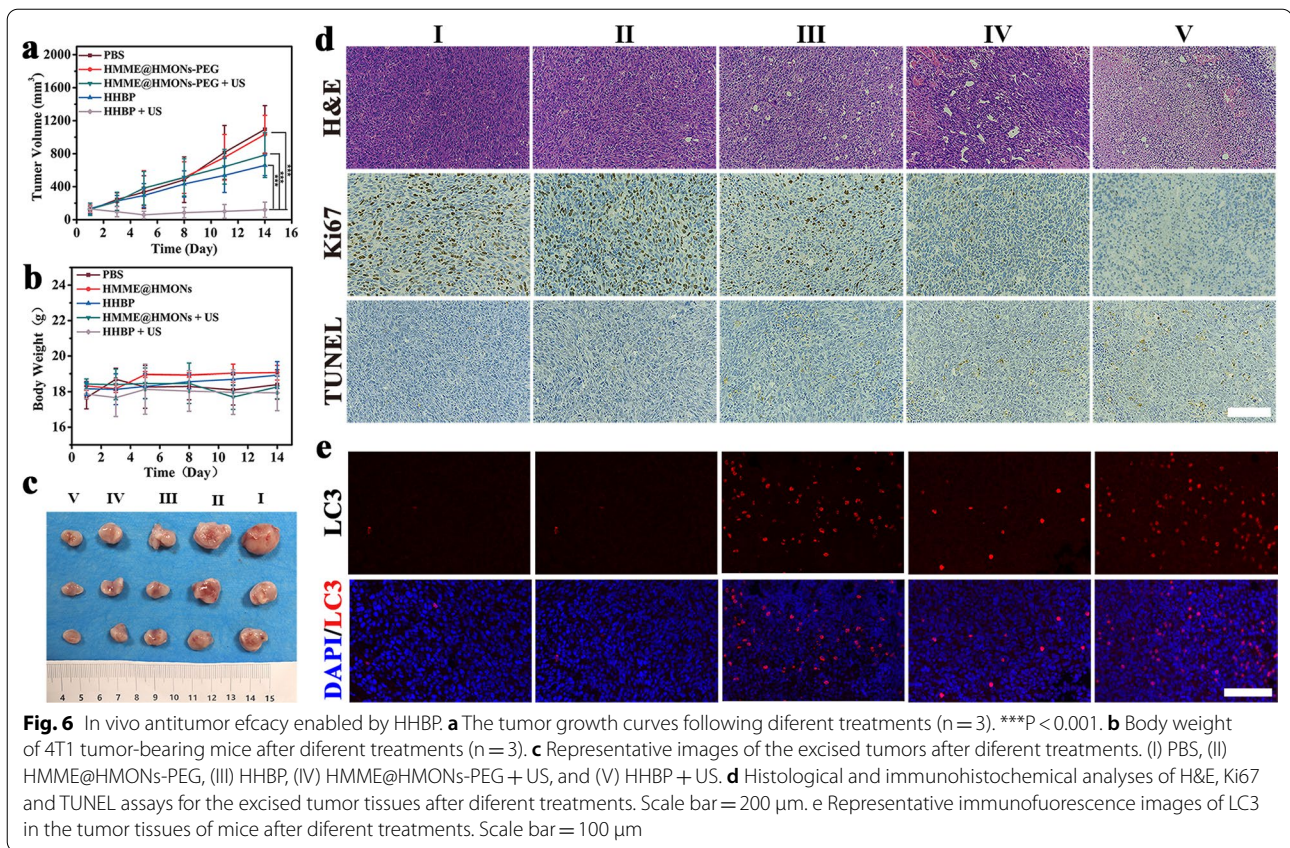 a
2000
1600
1200
800
400
0
Tumer Volume (mm³)
PBS
HMME@HMONs-PEG
HMME@HMONs-PEG + US
HHBP
HHBP + US
***
***
***
0 2 4 6 8 10 12 14 16
Time (Day)
b
24
22
20
18
16
Body Weight (g)
PBS
HMME@HMONs
HHBP
HMME@HMONs + US
HHBP + US
0 2 4 6 8 10 12 14
Time (Day)
c
V IV III II I
4 5 6 7 8 9 10 11 12 13 14 15
d
I II III IV V
H&E
Ki67
TUNEL
e
LC3
DAPI/LC3
Fig. 6 In vivo antitumor efcacy enabled by HHBP. a The tumor growth curves following diferent treatments (n = 3). ***P < 0.001. b Body weight
of 4T1 tumor-bearing mice after diferent treatments (n = 3). c Representative images of the excised tumors after diferent treatments. (I) PBS, (II)
HMME@HMONs-PEG, (III) HHBP, (IV) HMME@HMONs-PEG + US, and (V) HHBP + US. d Histological and immunohistochemical analyses of H&E, Ki67
and TUNEL assays for the excised tumor tissues after diferent treatments. Scale bar = 200 μm. e Representative immunofuorescence images of LC3
in the tumor tissues of mice after diferent treatments. Scale bar = 100 μm